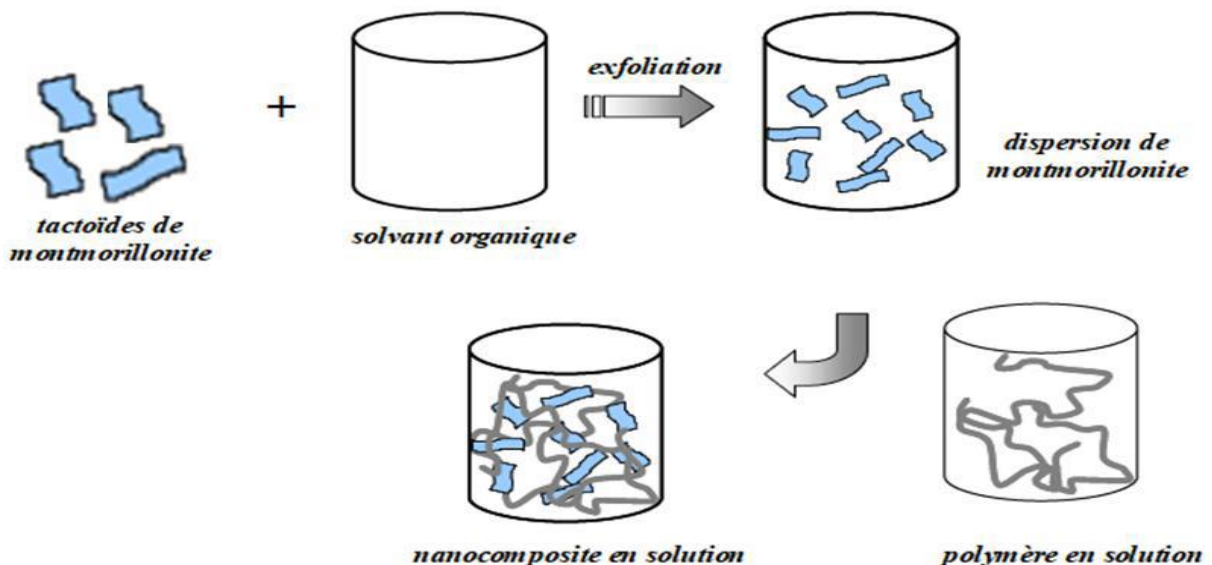 tactoïdes de
montmorillonite
+
solvant organique
exfoliation
dispersion de
montmorillonite
nanocomposite en solution
polymère en solution